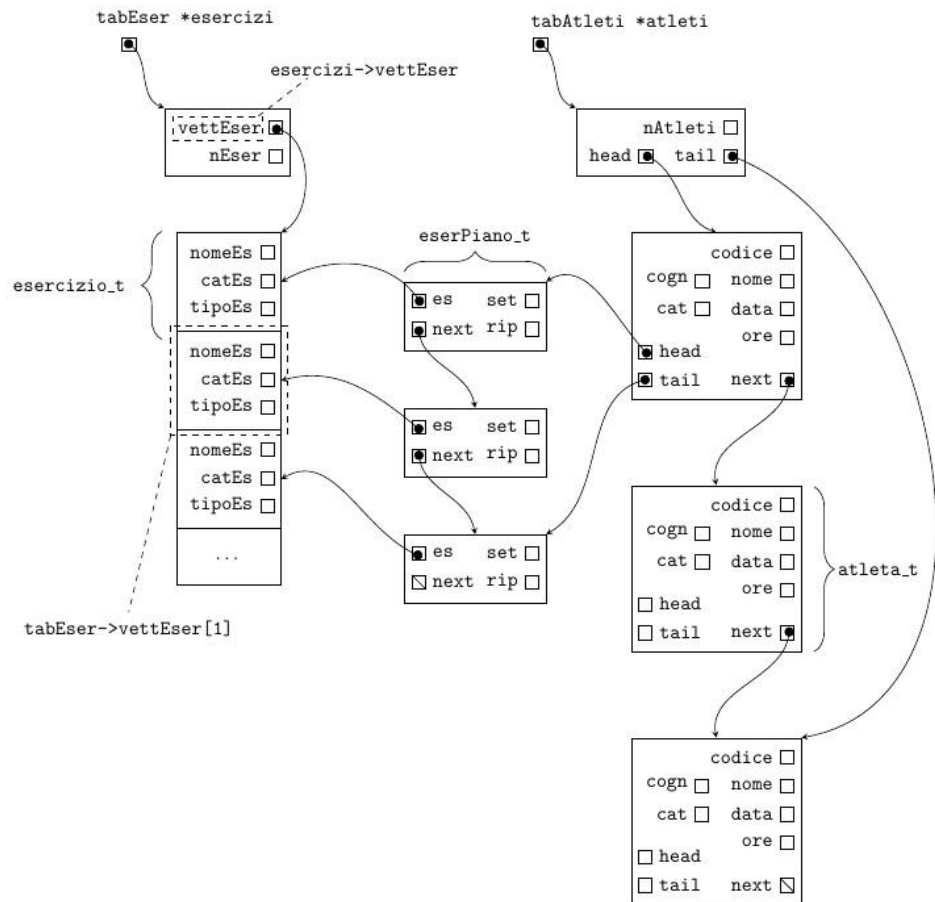 tabEser *esercizi
tabAtleti *atleti
esercizi->vettEser
vettEser
nEser
nAtleti
head tail
esercizio_t
nomeEs
catEs
tipoEs
nomeEs
catEs
tipoEs
nomeEs
catEs
tipoEs
...
tabEser->vettEser[1]
eserPiano_t
es set
next rip
es set
next rip
es set
next rip
codice
cogn nome
cat data
ore
head
tail next
codice
cogn nome
cat data
ore
head
tail next
atleta_t
codice
cogn nome
cat data
ore
head
tail next